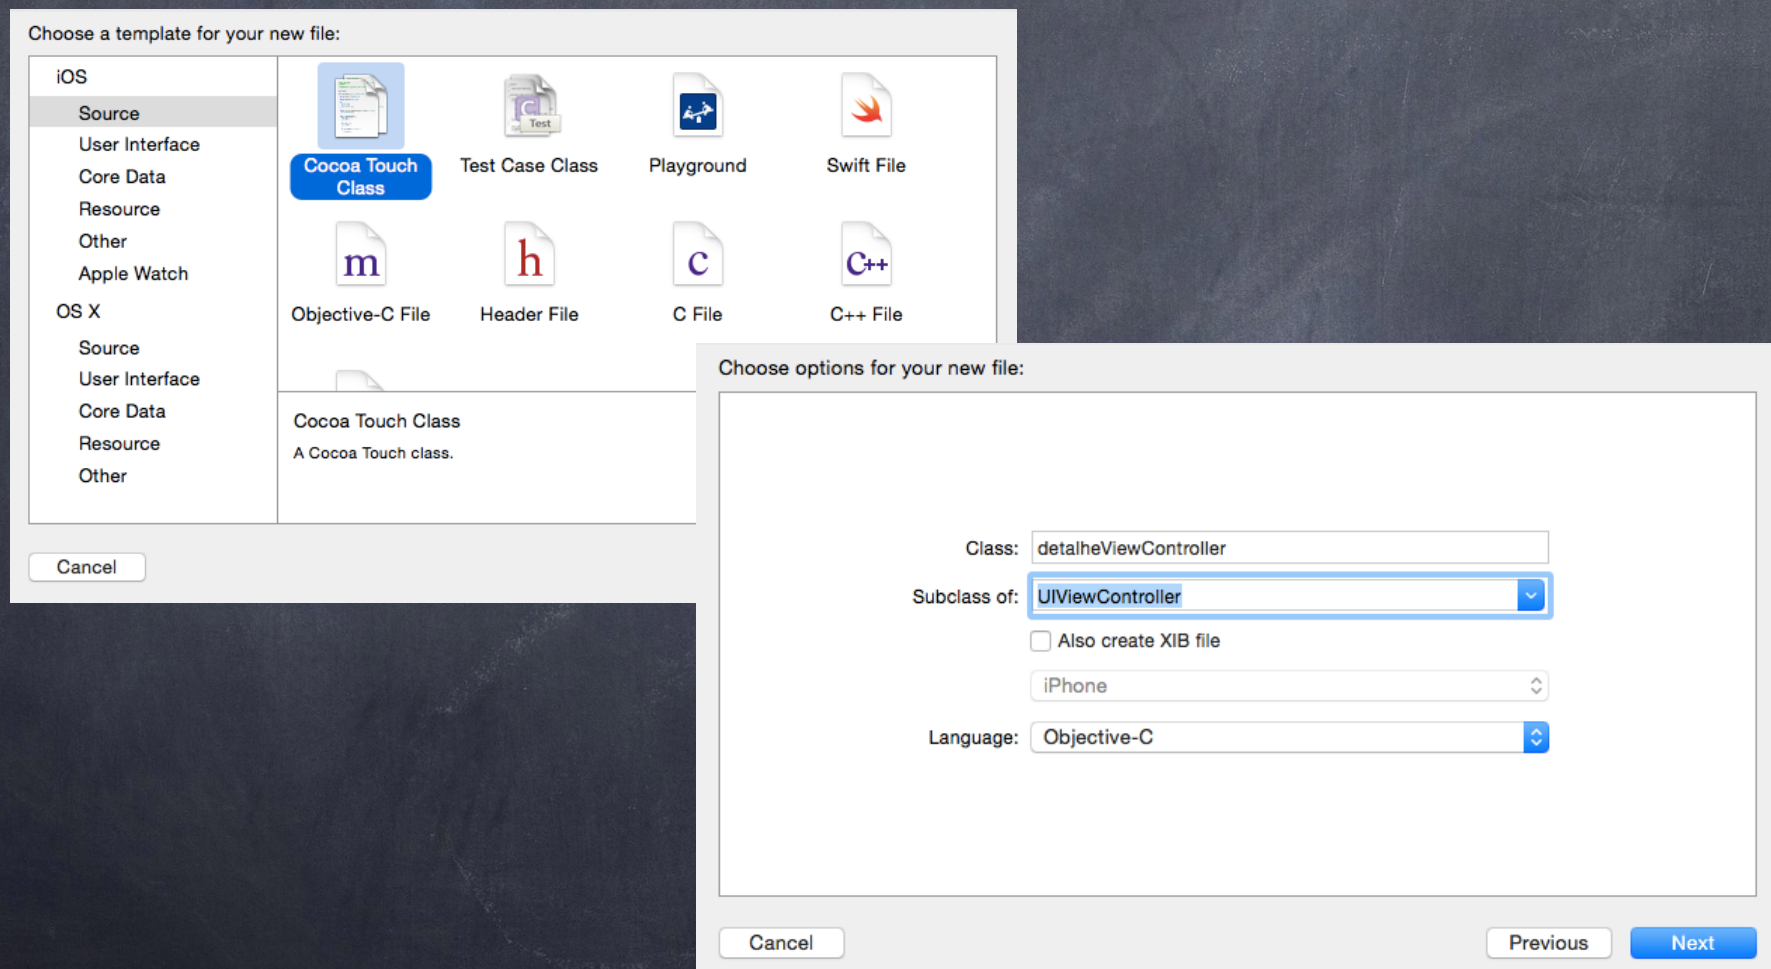 Choose a template for your new file:
iOS
Source
User Interface
Core Data
Resource
Other
Apple Watch
OS X
Source
User Interface
Core Data
Resource
Other
Cocoa Touch
Class
Test
Test Case Class
Playground
Swift File
m
Objective-C File
h
Header File
c
C File
C++
C++ File
Cocoa Touch Class
A Cocoa Touch class.
Cancel
Choose options for your new file:
Class: detalheViewController
Subclass of: UIViewController
Also create XIB file
iPhone
Language: Objective-C
Cancel
Previous
Next